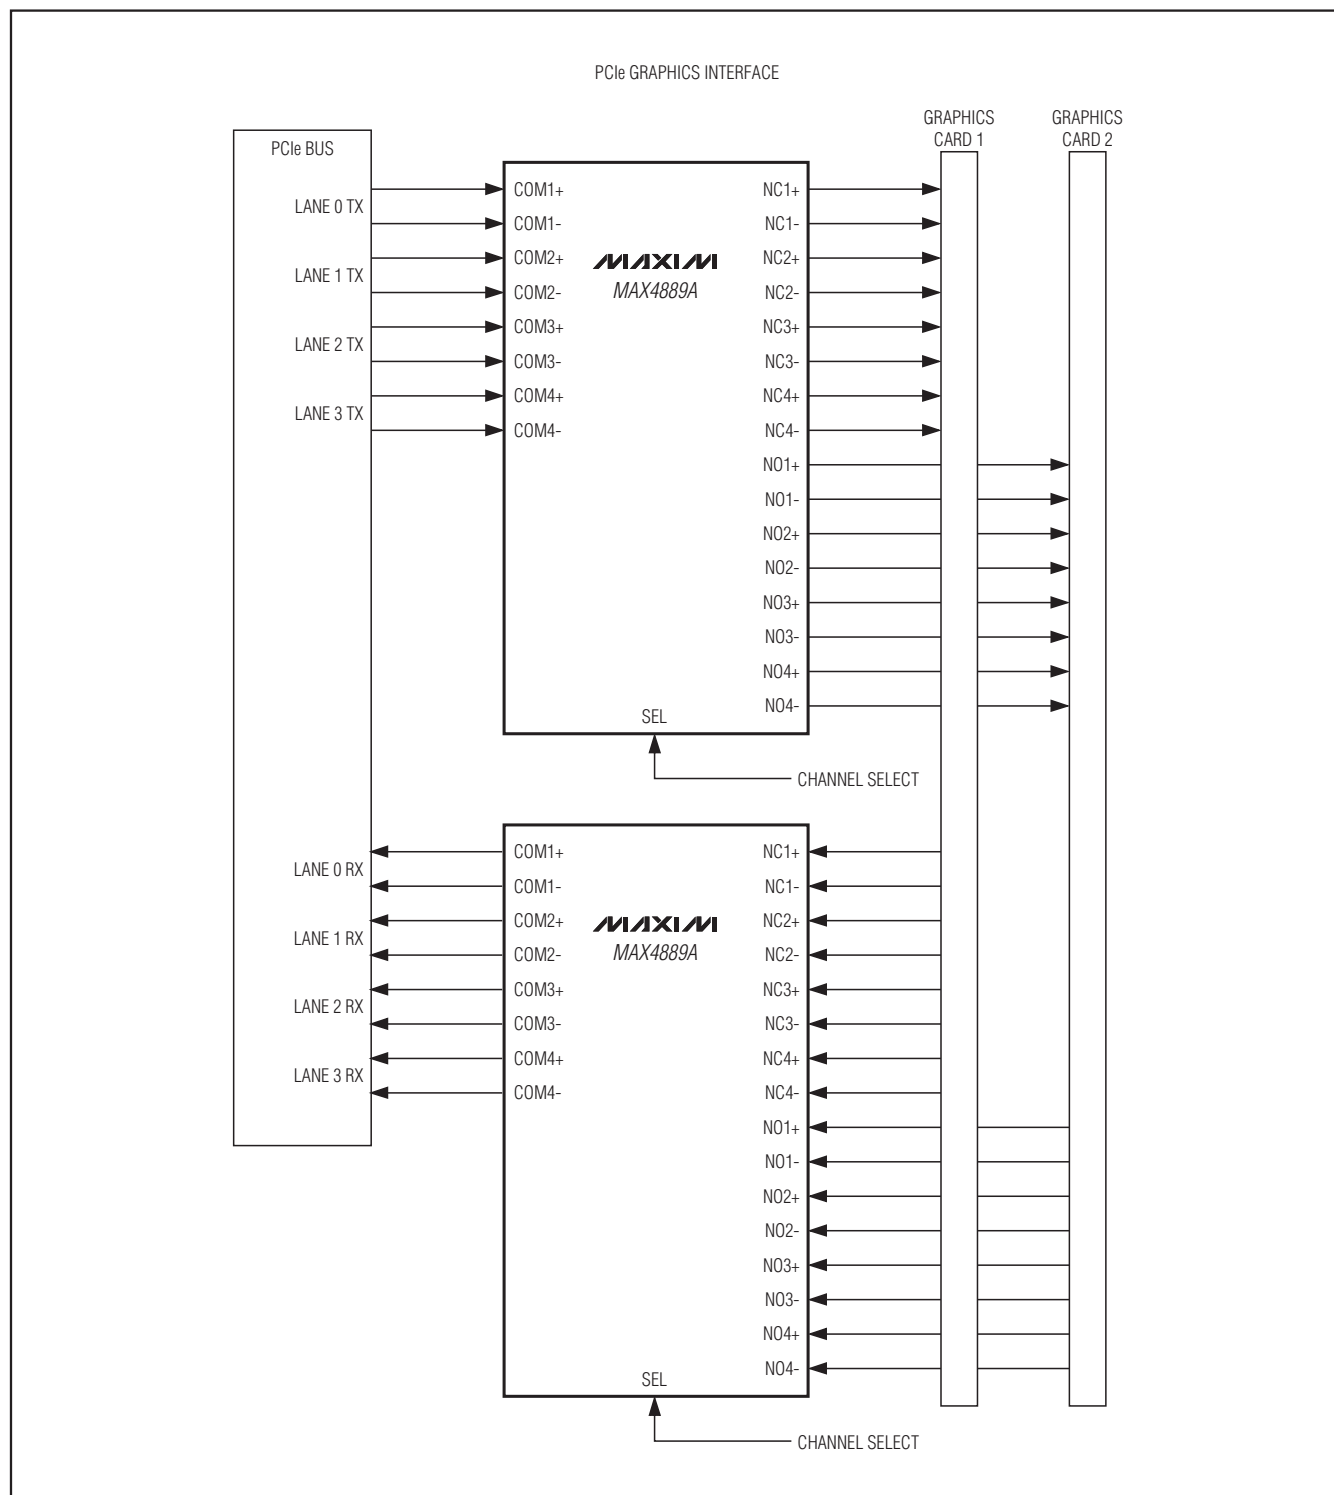 PCIe GRAPHICS INTERFACE
GRAPHICS
CARD 1
GRAPHICS
CARD 2
PCIe BUS
LANE 0 TX
LANE 1 TX
LANE 2 TX
LANE 3 TX
COM1+
COM1-
COM2+
COM2-
COM3+
COM3-
COM4+
COM4-
MAXIM
MAX4889A
NC1+
NC1-
NC2+
NC2-
NC3+
NC3-
NC4+
NC4-
NO1+
NO1-
NO2+
NO2-
NO3+
NO3-
NO4+
NO4-
SEL
CHANNEL SELECT
LANE 0 RX
LANE 1 RX
LANE 2 RX
LANE 3 RX
COM1+
COM1-
COM2+
COM2-
COM3+
COM3-
COM4+
COM4-
MAXIM
MAX4889A
NC1+
NC1-
NC2+
NC2-
NC3+
NC3-
NC4+
NC4-
NO1+
NO1-
NO2+
NO2-
NO3+
NO3-
NO4+
NO4-
SEL
CHANNEL SELECT